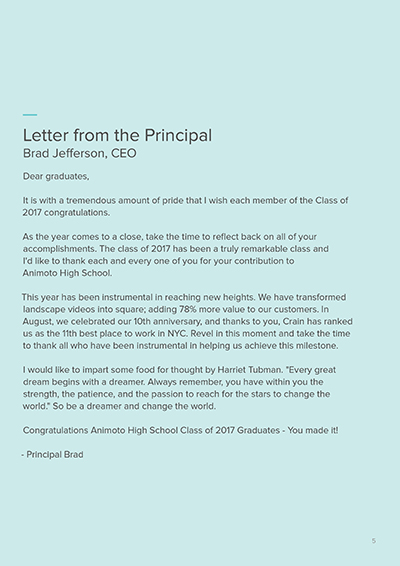 Letter from the Principal
Brad Jefferson, CEO
Dear graduates,
It is with a tremendous amount of pride that I wish each member of the Class of
2017 congratulations.
As the year comes to a close, take the time to reflect back on all of your
accomplishments. The class of 2017 has been a truly remarkable class and
I'd like to thank each and every one of you for your contribution to
Animoto High School.
This year has been instrumental in reaching new heights. We have transformed
landscape videos into square; adding 78% more value to our customers. In
August, we celebrated our 10th anniversary, and thanks to you, Crain has ranked
us as the 11th best place to work in NYC. Revel in this moment and take the time
to thank all who have been instrumental in helping us achieve this milestone.
I would like to impart some food for thought by Harriet Tubman. "Every great
dream begins with a dreamer. Always remember, you have within you the
strength, the patience, and the passion to reach for the stars to change the
world." So be a dreamer and change the world.
Congratulations Animoto High School Class of 2017 Graduates - You made it!
- Principal Brad
5